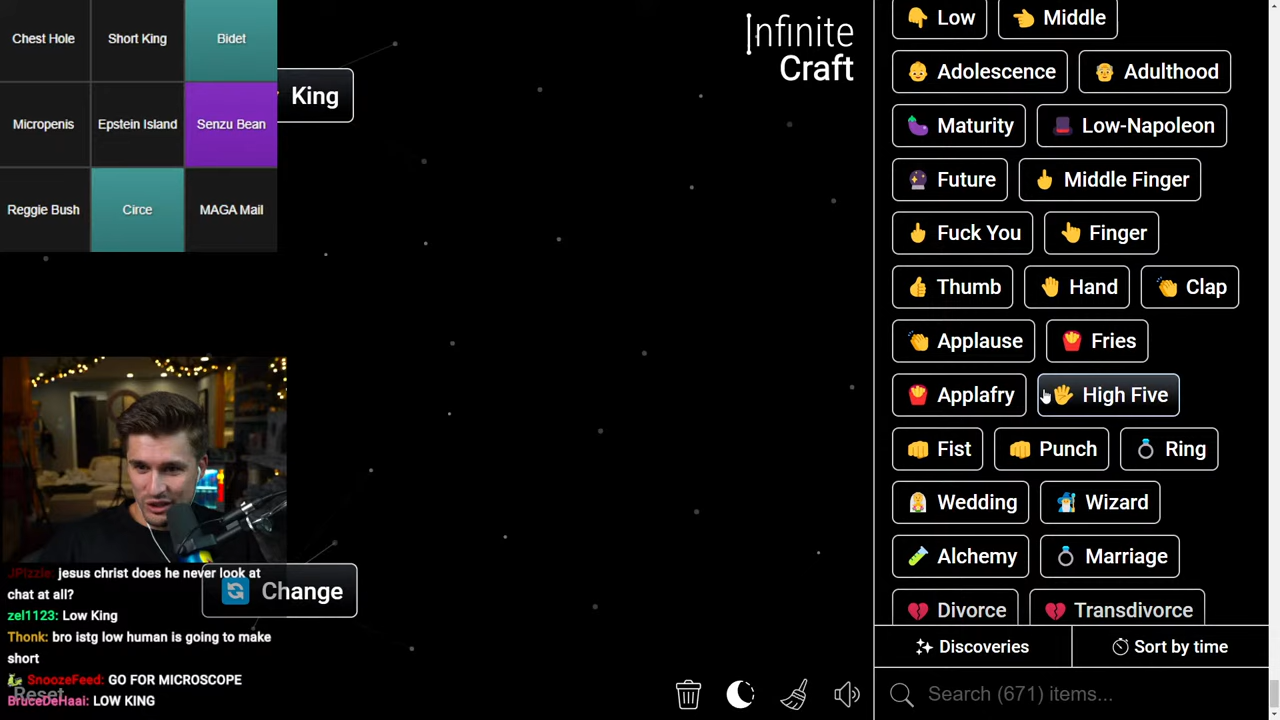 Chest Hole
Short King
Bidet
Micropenis
Epstein Island
Senzu Bean
Reggie Bush
Circe
MAGA Mail
King
Infinite
Craft
Change
JPizzle: jesus christ does he never look at
chat at all?
zel1123: Low King
Thonk: bro istg low human is going to make
short
SnoozeFeed: GO FOR MICROSCOPE
BruceDeHaai: LOW KING
Reset
Low
Middle
Adolescence
Adulthood
Maturity
Low-Napoleon
Future
Middle Finger
Fuck You
Finger
Thumb
Hand
Clap
Applause
Fries
Applafry
High Five
Fist
Punch
Ring
Wedding
Wizard
Alchemy
Marriage
Divorce
Transdivorce
Discoveries
Sort by time
Search (671) items...